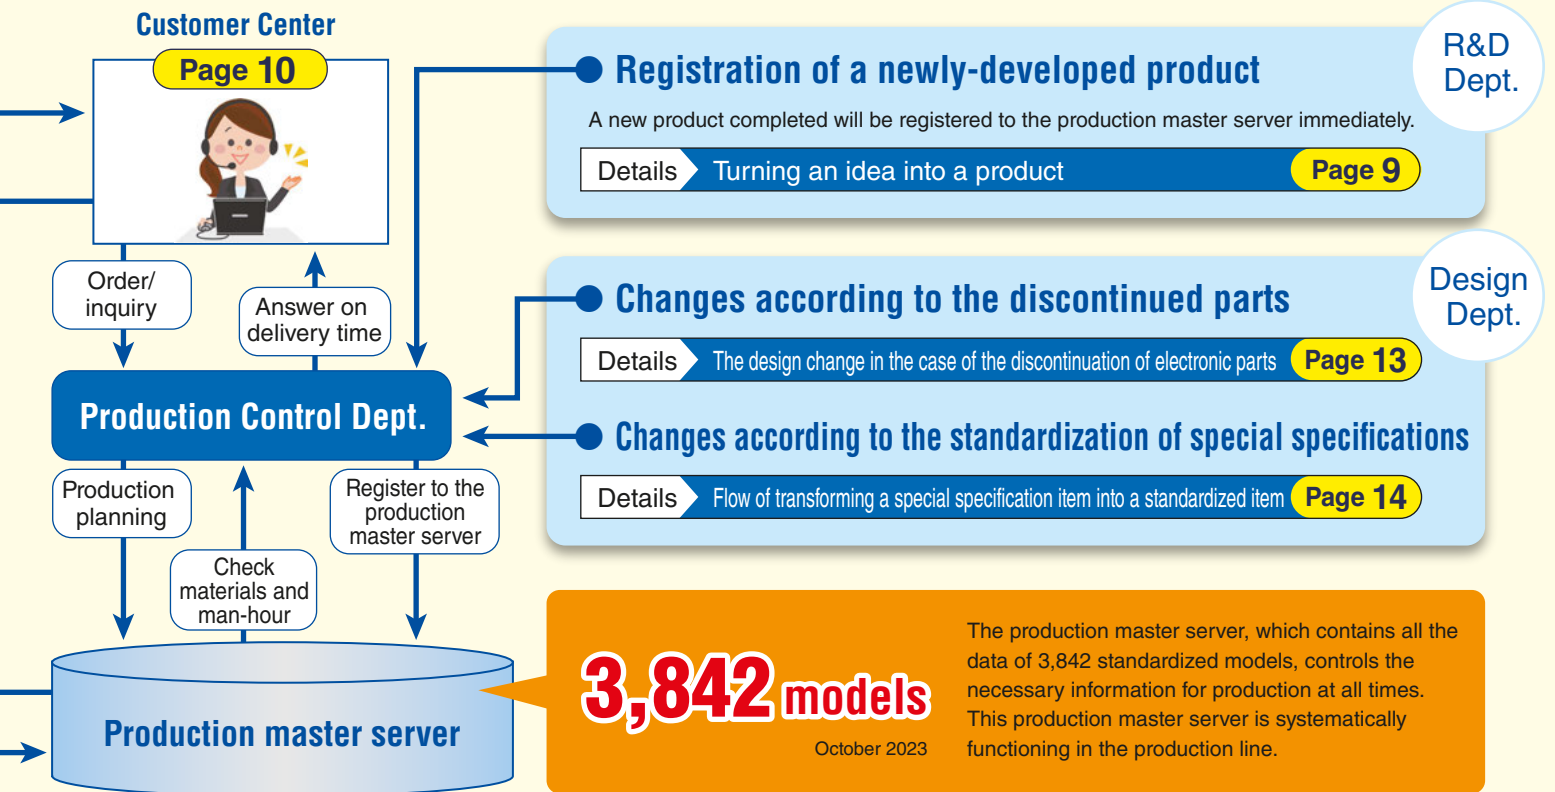 Customer Center
Page 10
Order/
inquiry
Answer on
delivery time
Production Control Dept.
Production
planning
Check
materials and
man-hour
Register to the
production
master server
Production master server
R&D
Dept.
Registration of a newly-developed product
A new product completed will be registered to the production master server immediately.
Details Turning an idea into a product Page 9
Design
Dept.
Changes according to the discontinued parts
Details The design change in the case of the discontinuation of electronic parts Page 13
Changes according to the standardization of special specifications
Details Flow of transforming a special specification item into a standardized item Page 14
3,842 models
October 2023
The production master server, which contains all the
data of 3,842 standardized models, controls the
necessary information for production at all times.
This production master server is systematically
functioning in the production line.